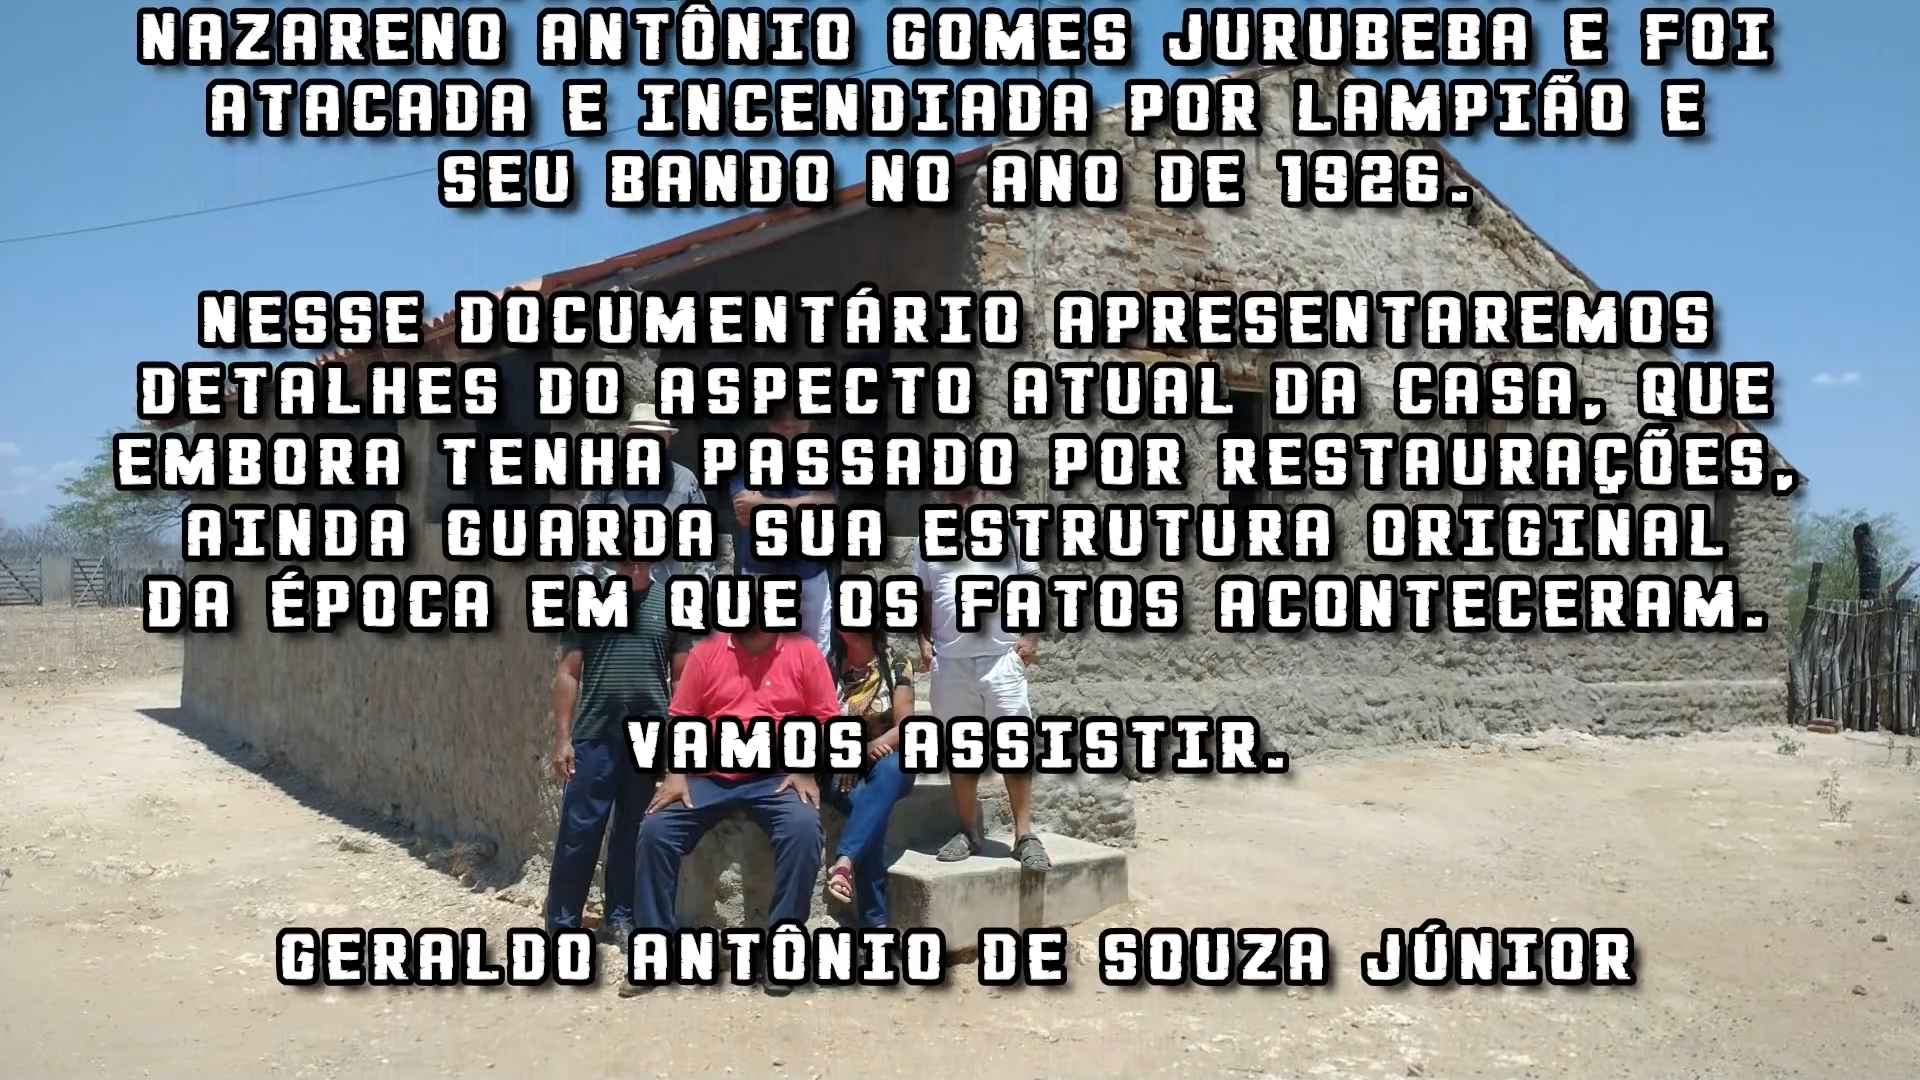 NAZARENO ANTÔNIO GOMES JURUBEBA E FOI
ATACADA E INCENDIADA POR LAMPIÃO E
SEU BANDO NO ANO DE 1926.
NESSE DOCUMENTÁRIO APRESENTAREMOS
DETALHES DO ASPECTO ATUAL DA CASA, QUE
EMBORA TENHA PASSADO POR RESTAURAÇÕES,
AINDA GUARDA SUA ESTRUTURA ORIGINAL
DA ÉPOCA EM QUE OS FATOS ACONTECERAM.
VAMOS ASSISTIR.
GERALDO ANTÔNIO DE SOUZA JÚNIOR